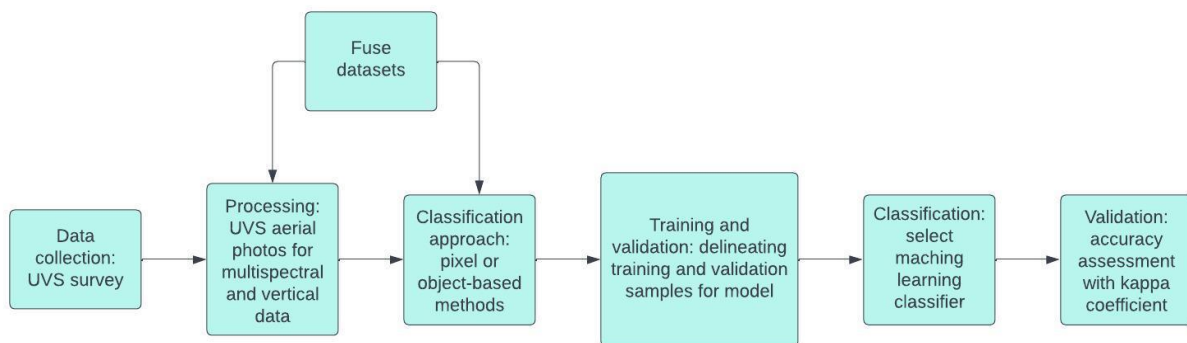 Fuse
datasets
Data
collection:
UVS survey
Processing:
UVS aerial
photos for
multispectral
and vertical
data
Classification
approach:
pixel or
object-based
methods
Training and
validation: delineating
training and validation
samples for model
Classification:
select
maching
learning
classifier
Validation:
accuracy
assessment
with kappa
coefficient